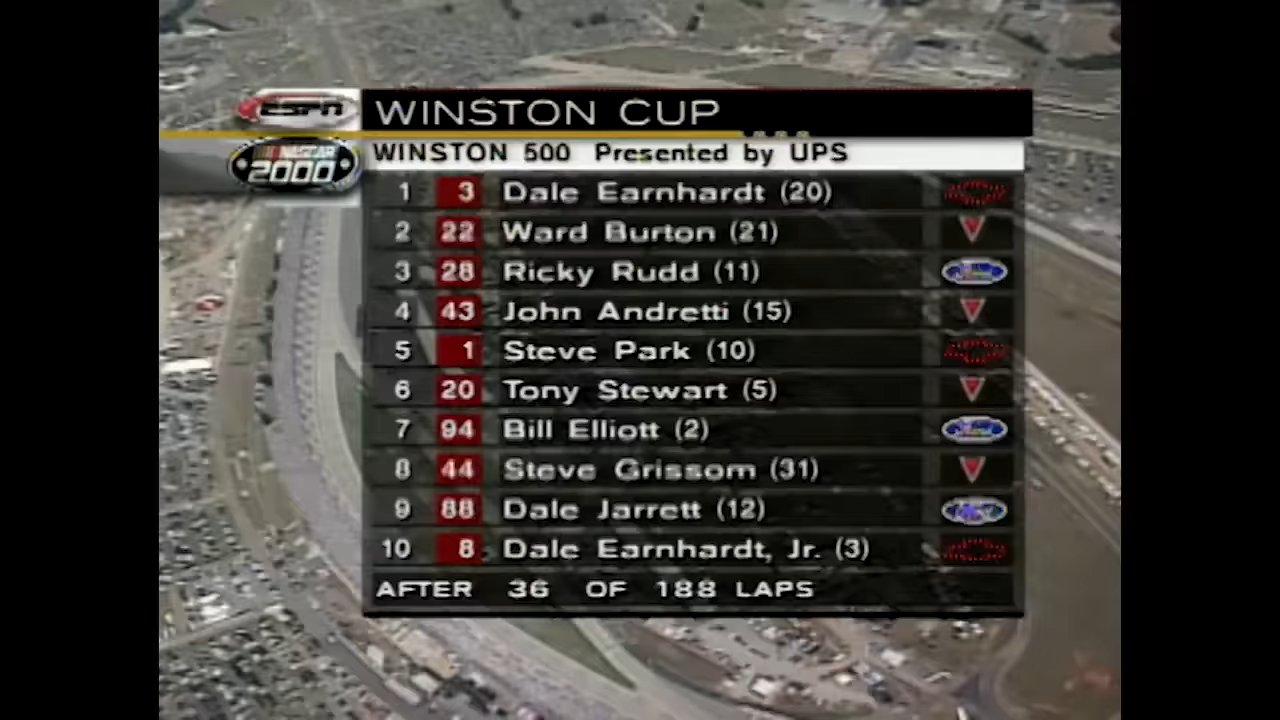 ESPN
WINSTON CUP
NASCAR
2000
WINSTON 500 Presented by UPS
1 3 Dale Earnhardt (20)
2 22 Ward Burton (21)
3 28 Ricky Rudd (11)
4 43 John Andretti (15)
5 1 Steve Park (10)
6 20 Tony Stewart (5)
7 94 Bill Elliott (2)
8 44 Steve Grissom (31)
9 88 Dale Jarrett (12)
10 8 Dale Earnhardt, Jr. (3)
AFTER 36 OF 188 LAPS